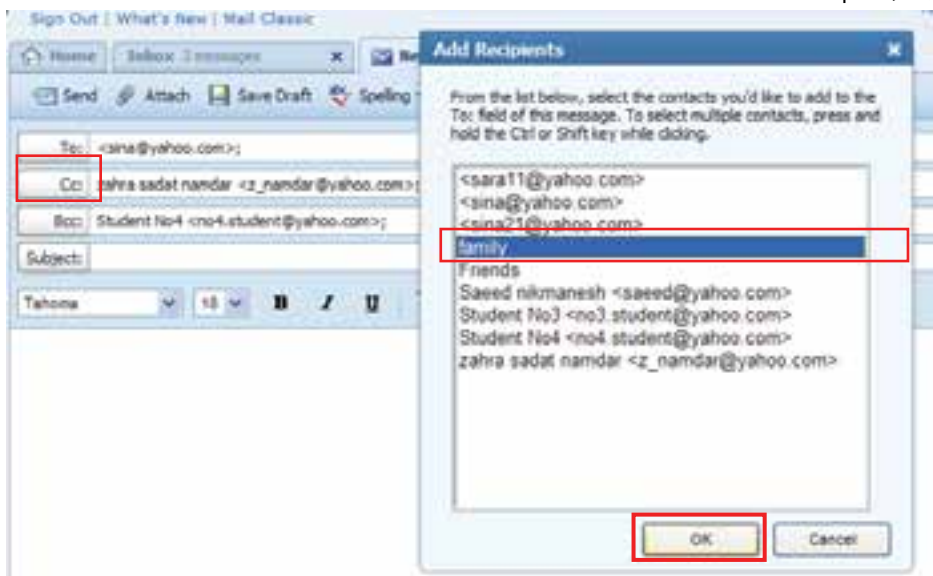 Sign Out | What's New | Mail Classic
Home Inbox 2 messages
Send Attach Save Draft Spelling
To: <sina@yahoo.com>;
Cc: zahra sadat namdar <z_namdar@yahoo.com>;
Bcc: Student No4 <no4.student@yahoo.com>;
Subject:
Tahoma 18 B I U
Add Recipients
From the list below, select the contacts you'd like to add to the
To: field of this message. To select multiple contacts, press and
hold the Ctrl or Shift key while clicking.
<sara11@yahoo.com>
<sina@yahoo.com>
<sina21@yahoo.com>
family
Friends
Saeed nikmanesh <saeed@yahoo.com>
Student No3 <no3.student@yahoo.com>
Student No4 <no4.student@yahoo.com>
zahra sadat namdar <z_namdar@yahoo.com>
OK Cancel